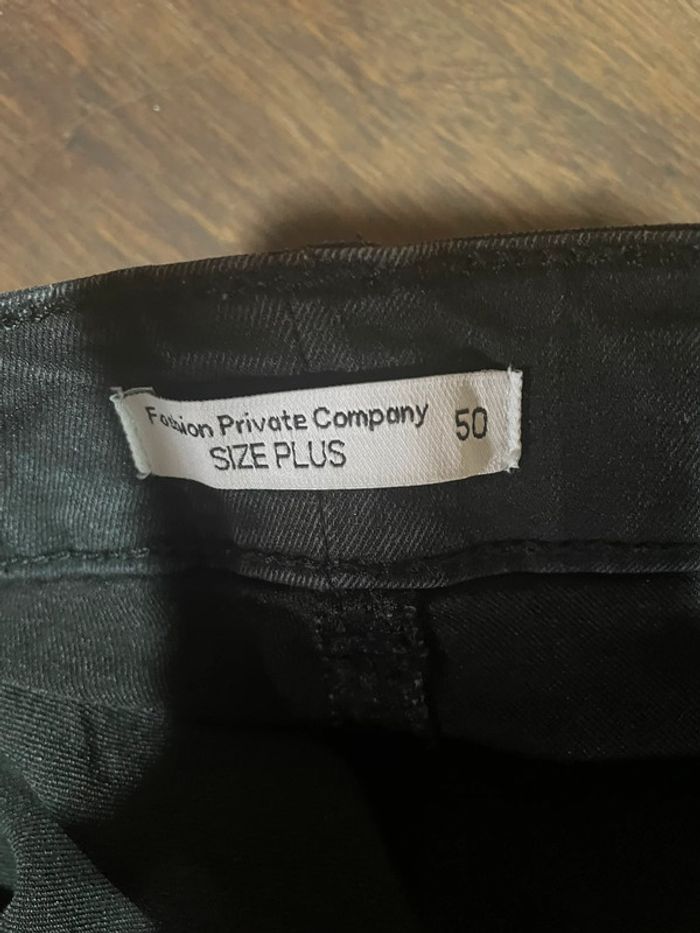 Fashion Private Company
SIZE PLUS
50